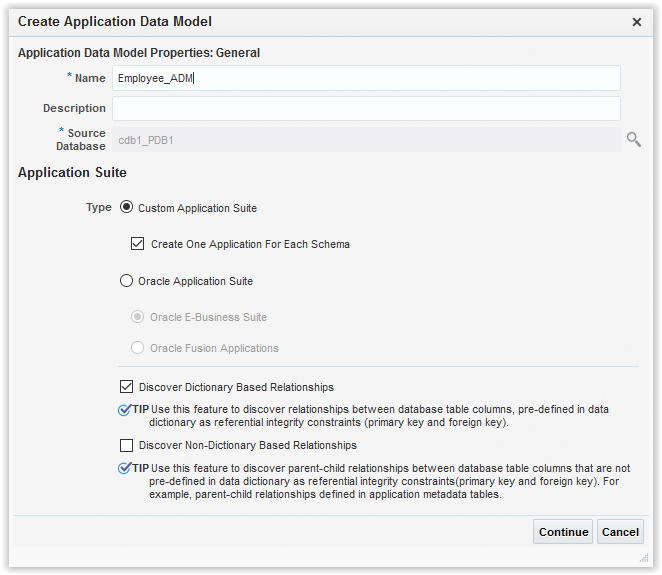 Create Application Data Model
Application Data Model Properties: General
* Name Employee_ADM
Description
* Source Database cdb1_PDB1
Application Suite
Type Custom Application Suite
Create One Application For Each Schema
Oracle Application Suite
Oracle E-Business Suite
Oracle Fusion Applications
Discover Dictionary Based Relationships
TIP Use this feature to discover relationships between database table columns, pre-defined in data
dictionary as referential integrity constraints (primary key and foreign key).
Discover Non-Dictionary Based Relationships
TIP Use this feature to discover parent-child relationships between database table columns that are not
pre-defined in data dictionary as referential integrity constraints(primary key and foreign key). For
example, parent-child relationships defined in application metadata tables.
Continue Cancel